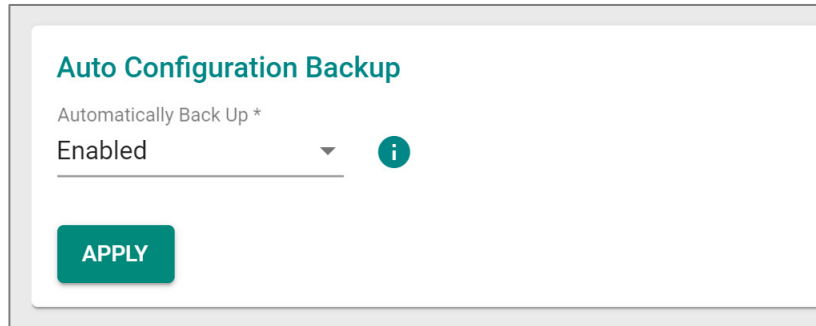 Auto Configuration Backup
Automatically Back Up *
Enabled
i
APPLY